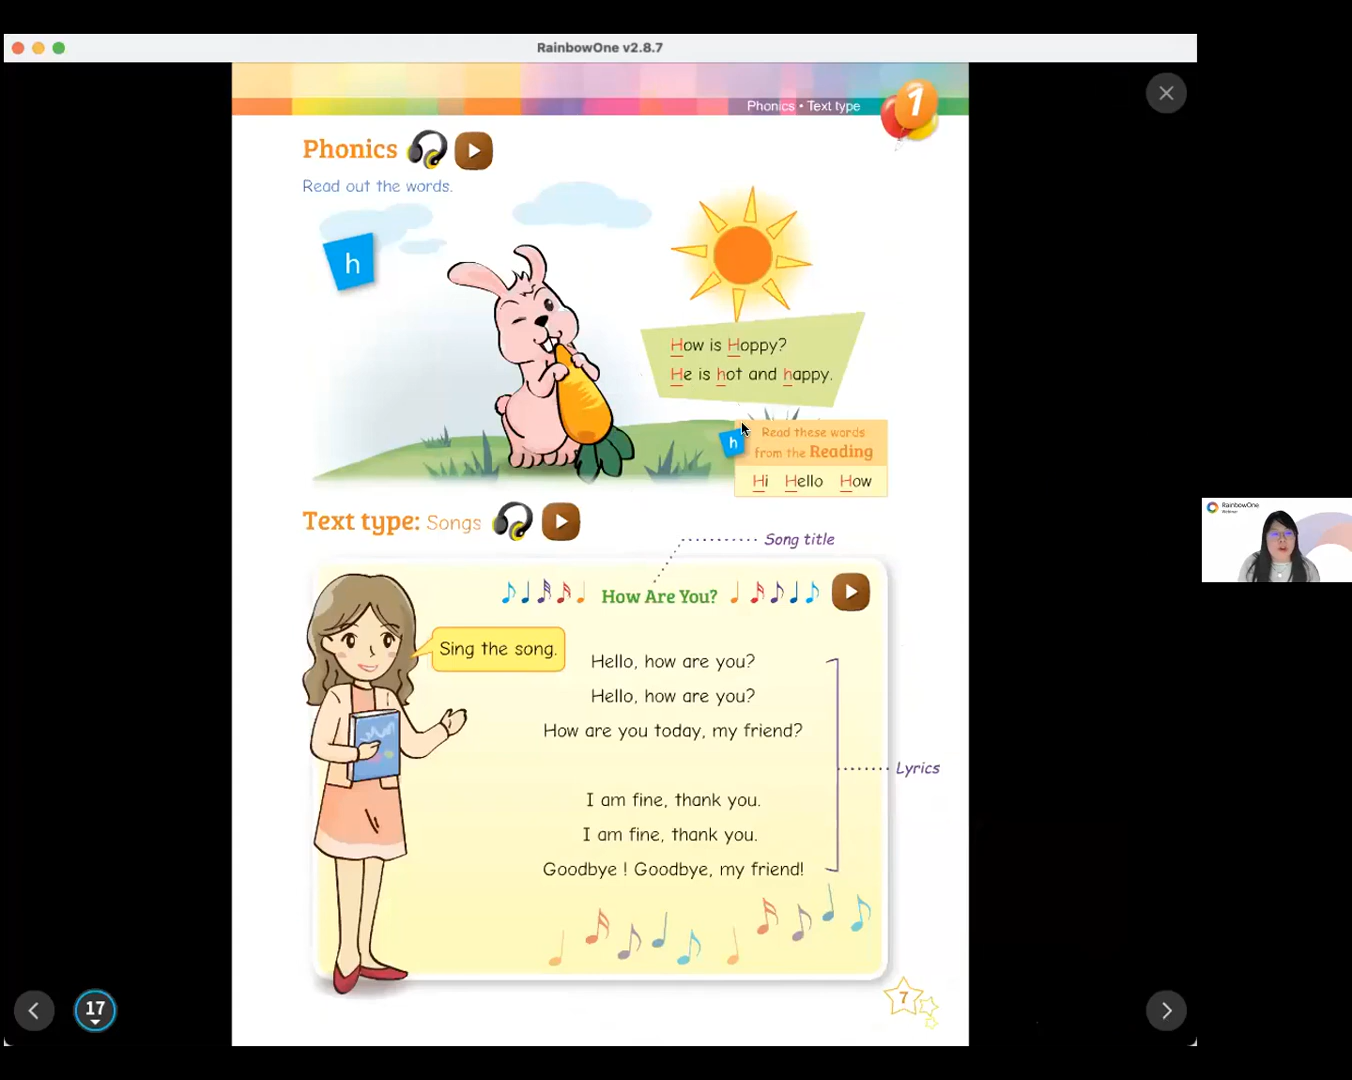 RainbowOne v2.8.7
Phonics • Text type
1
Phonics
Read out the words.
h
How is Hoppy?
He is hot and happy.
h
Read these words
from the Reading
Hi Hello How
Text type: Songs
Song title
How Are You?
Sing the song.
Hello, how are you?
Hello, how are you?
How are you today, my friend?
Lyrics
I am fine, thank you.
I am fine, thank you.
Goodbye ! Goodbye, my friend!
7
17
RainbowOne
Webinar